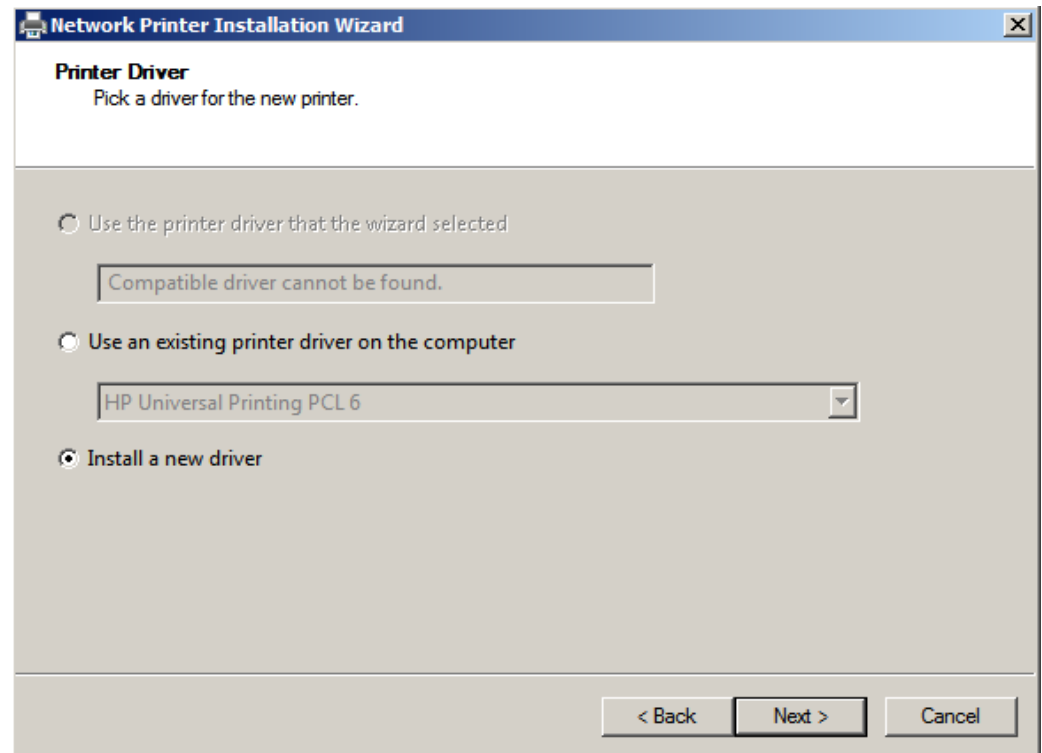 Network Printer Installation Wizard
Printer Driver
Pick a driver for the new printer.
Use the printer driver that the wizard selected
Compatible driver cannot be found.
Use an existing printer driver on the computer
HP Universal Printing PCL 6
Install a new driver
< Back Next > Cancel